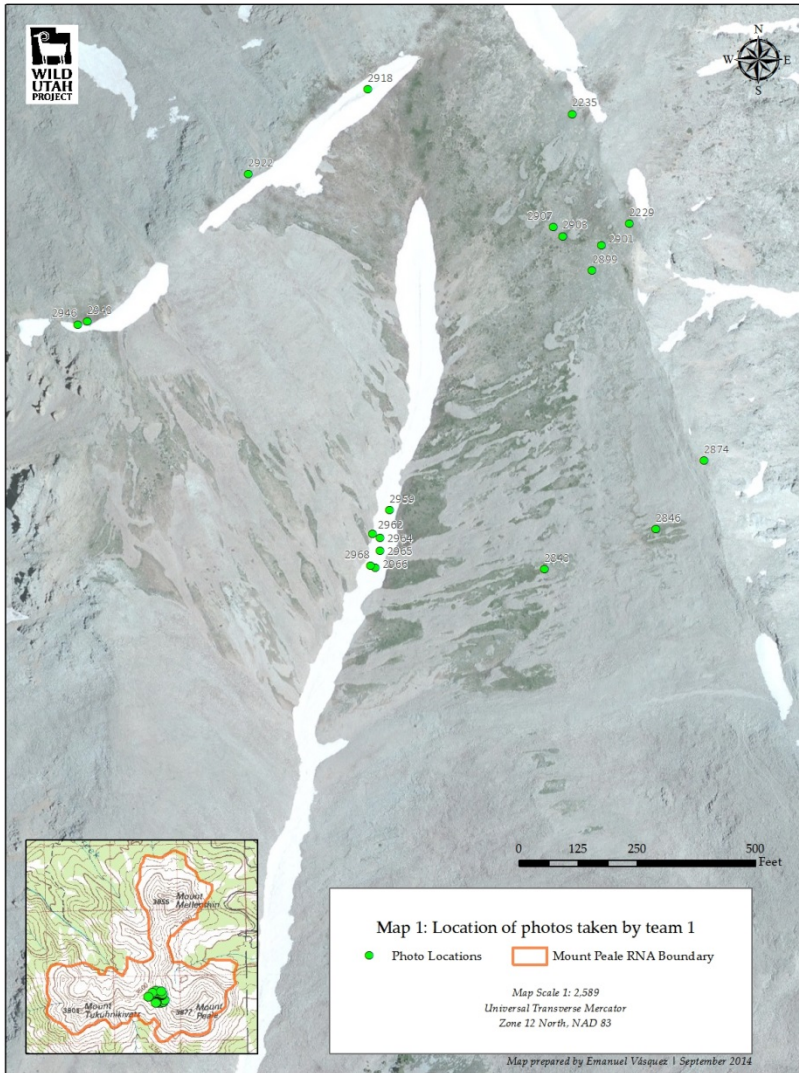 WILD
UTAH
PROJECT
N
W E
S
2918
2235
2922
2229
2907
2901
2899
2946
2874
2959
2962
2964
2846
2965
2968
2966
0 125 250 500
Feet
Mount
Mellenthin
Mount
Tukuhnikivatz
3877
Mount
Peale
Map 1: Location of photos taken by team 1
Photo Locations Mount Peale RNA Boundary
Map Scale 1: 2,589
Universal Transverse Mercator
Zone 12 North, NAD 83
Map prepared by Emanuel Vásquez | September 2014